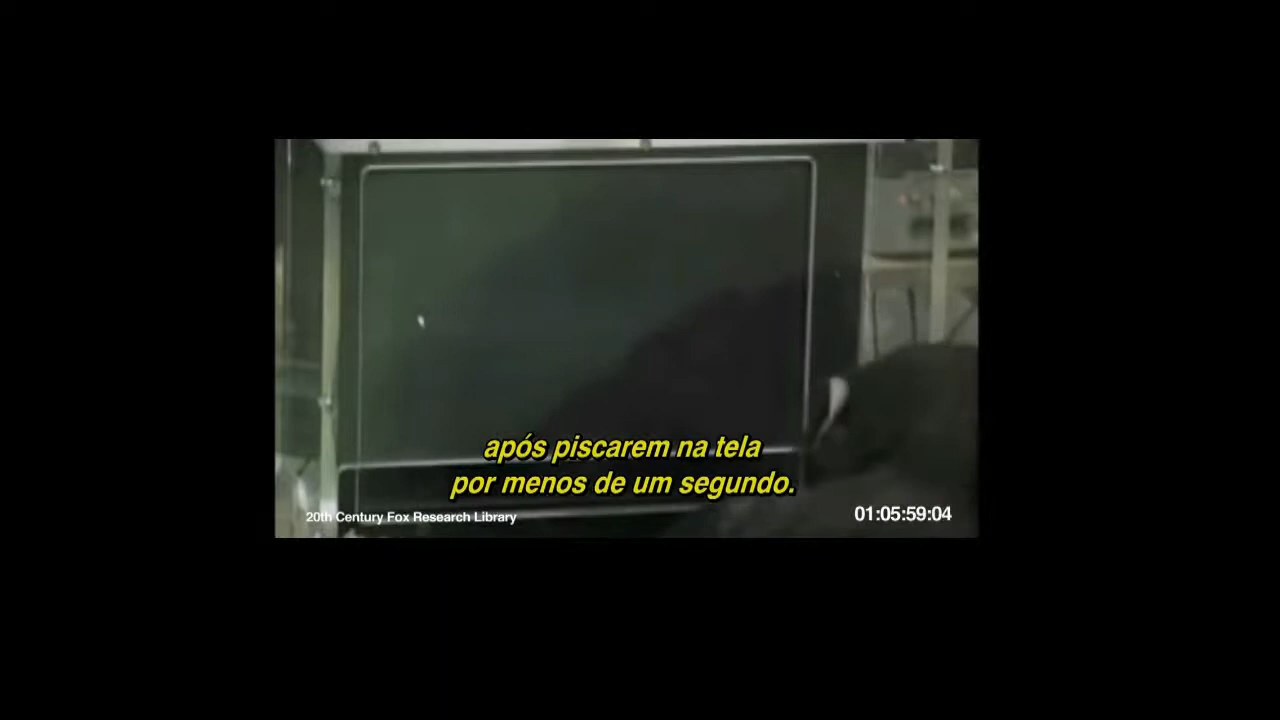 após piscarem na tela
por menos de um segundo.
20th Century Fox Research Library
01:05:59:04